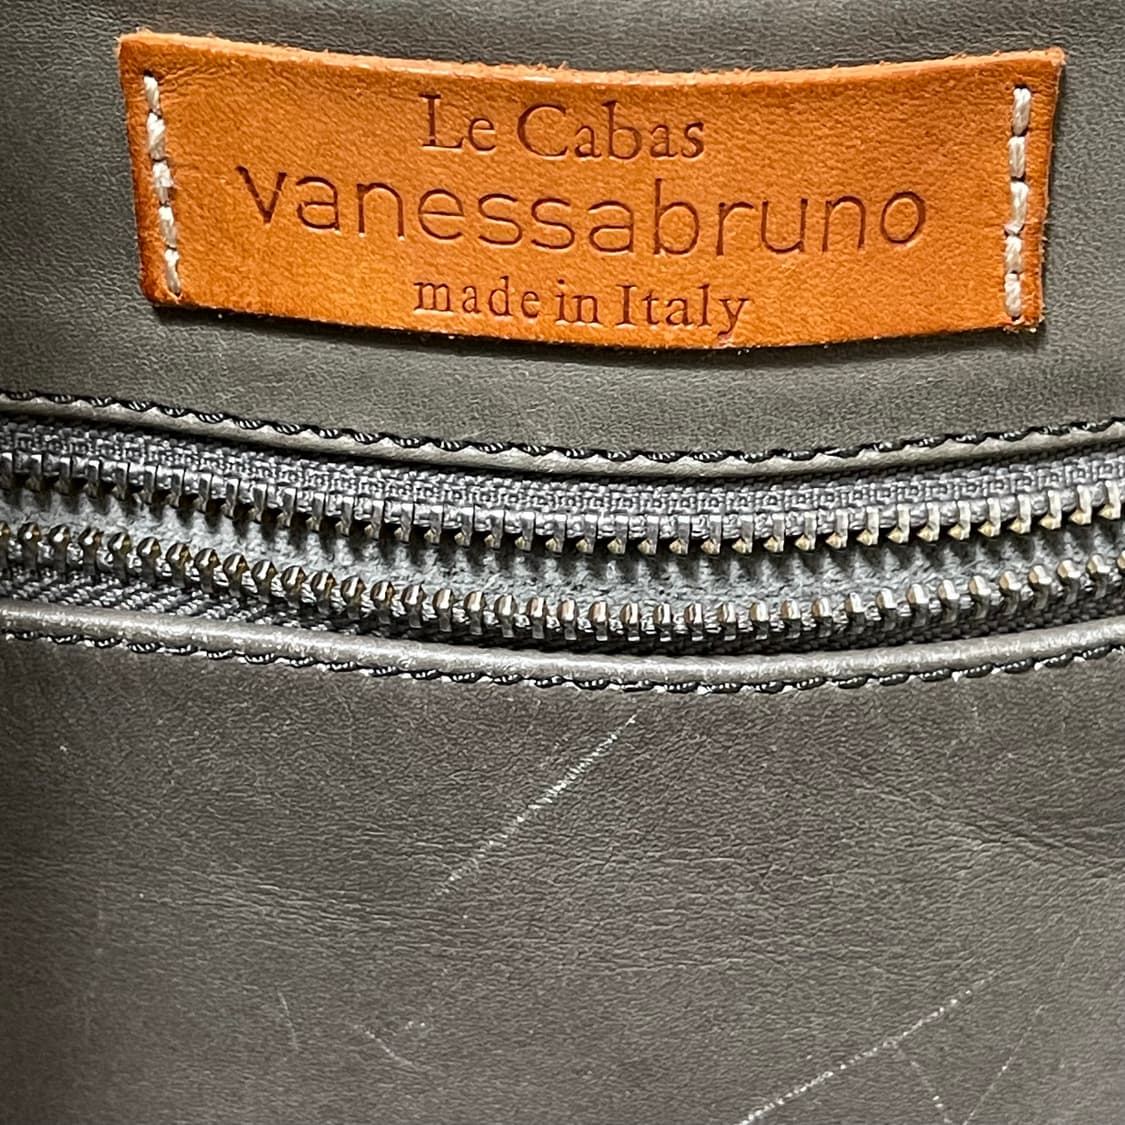 Le Cabas
vanessabruno
made in Italy